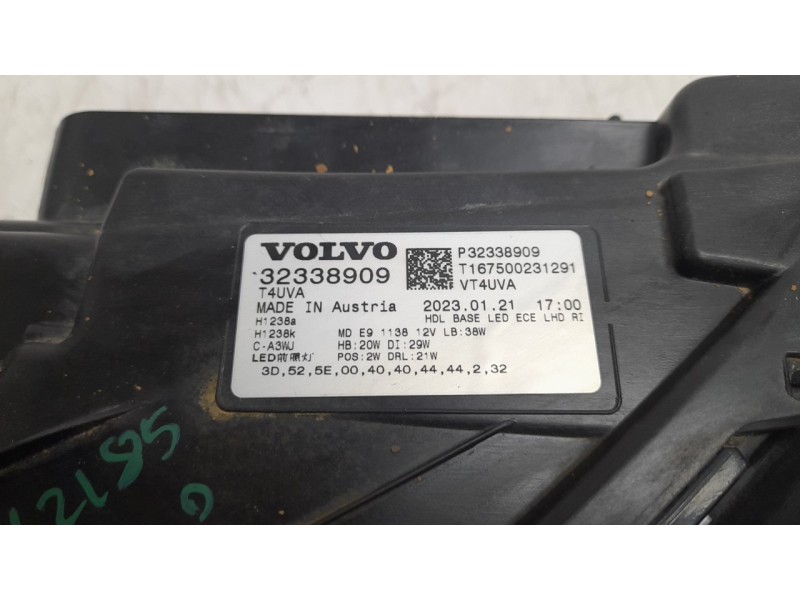 VOLVO
32338909
T4UVA
P32338909
T167500231291
VT4UVA
MADE IN Austria 2023.01.21 17:00
HDL BASE LED ECE LHD RI
H1238a
H1238k MD E9 1138 12V LB:38W
C-A3WJ HB:20W DI:29W
LED前照灯 POS:2W DRL:21W
3D,52,5E,00,40,40,44,44,2,32